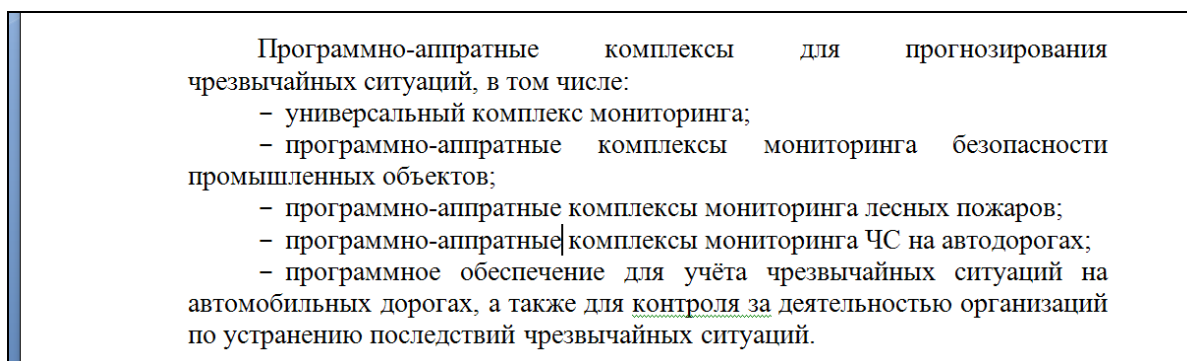 Программно-аппратные комплексы для прогнозирования
чрезвычайных ситуаций, в том числе:
– универсальный комплекс мониторинга;
– программно-аппратные комплексы мониторинга безопасности
промышленных объектов;
– программно-аппратные комплексы мониторинга лесных пожаров;
– программно-аппратные комплексы мониторинга ЧС на автодорогах;
– программное обеспечение для учёта чрезвычайных ситуаций на
автомобильных дорогах, а также для контроля за деятельностью организаций
по устранению последствий чрезвычайных ситуаций.